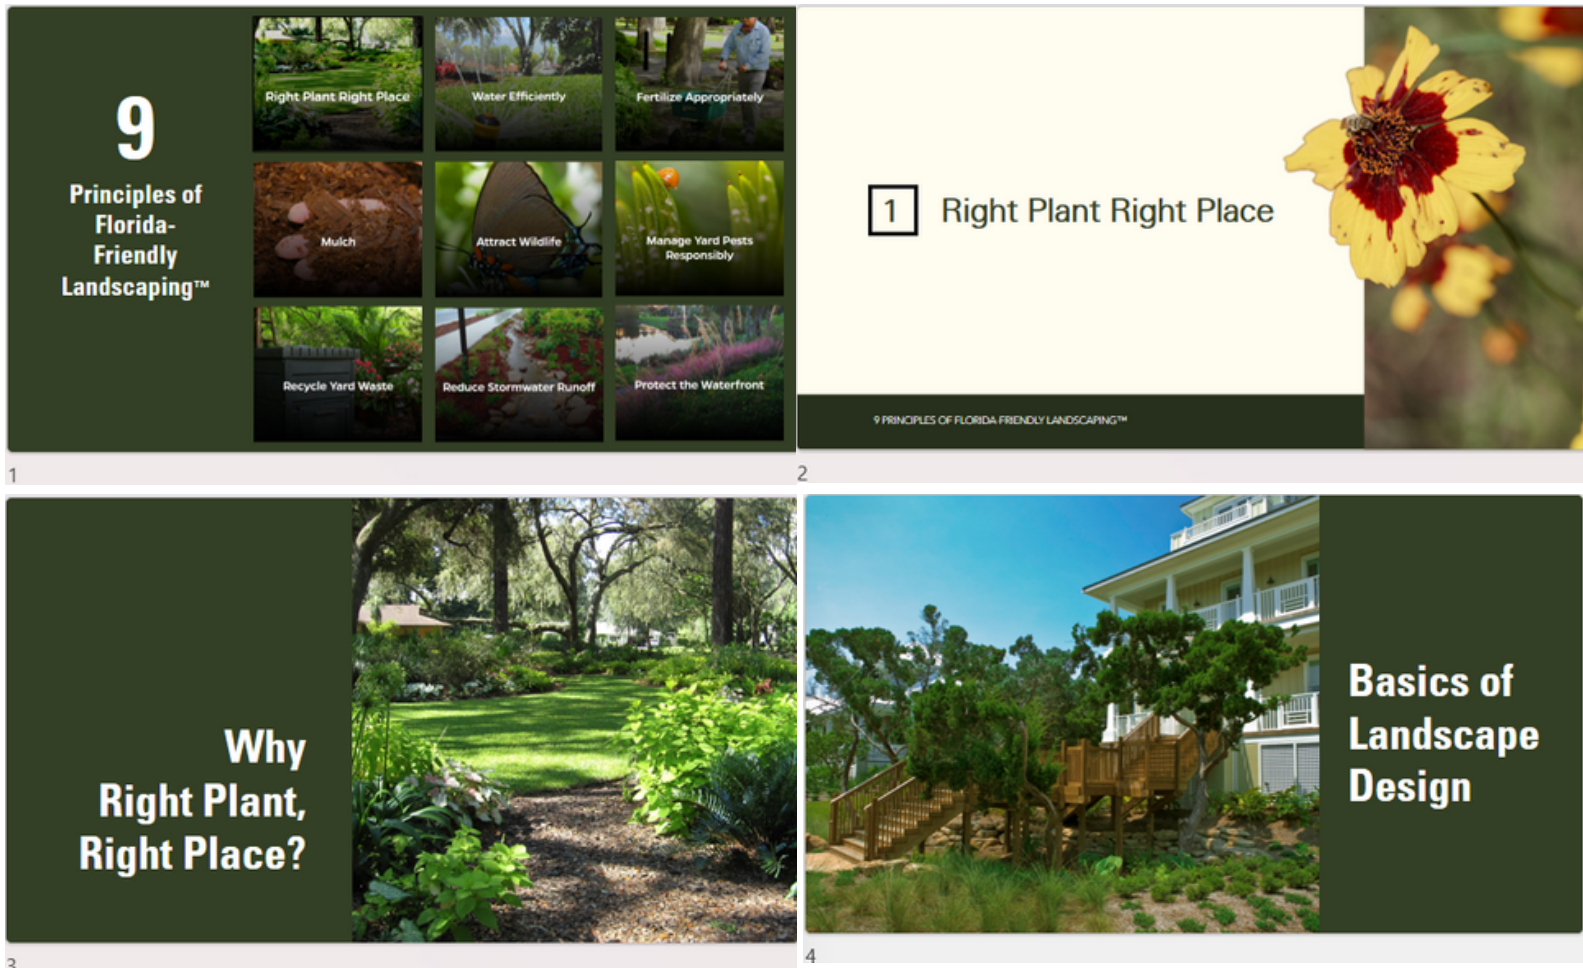 9
Principles of
Florida-
Friendly
Landscaping™
Right Plant Right Place
Water Efficiently
Fertilize Appropriately
Mulch
Attract Wildlife
Manage Yard Pests
Responsibly
Recycle Yard Waste
Reduce Stormwater Runoff
Protect the Waterfront
1
1 Right Plant Right Place
9 PRINCIPLES OF FLORIDA-FRIENDLY LANDSCAPING™
2
Why
Right Plant,
Right Place?
3
Basics of
Landscape
Design
4